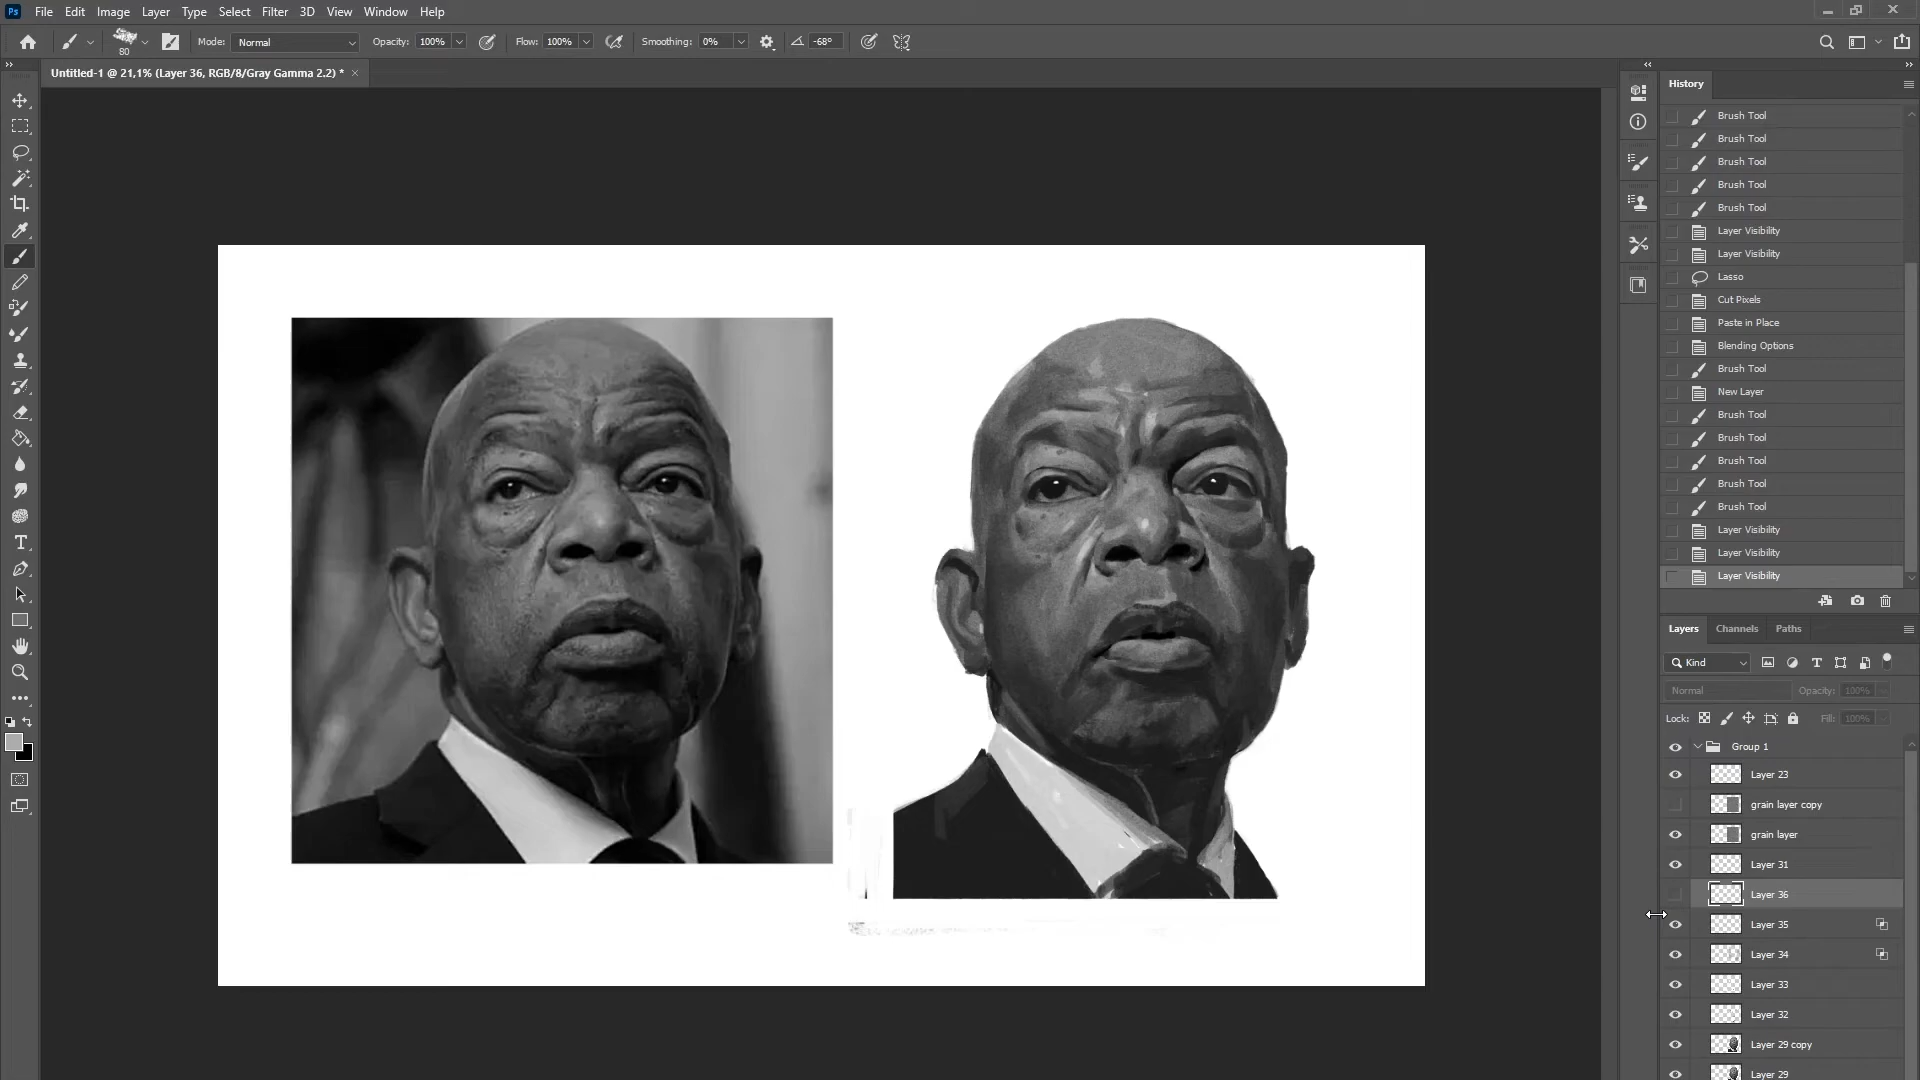 Ps File Edit Image Layer Type Select Filter 3D View Window Help
80 Mode: Normal Opacity: 100% Flow: 100% Smoothing: 0% -68°
Untitled-1 @ 21,1% (Layer 36, RGB/8/Gray Gamma 2.2) *
History
Brush Tool
Brush Tool
Brush Tool
Brush Tool
Brush Tool
Layer Visibility
Layer Visibility
Lasso
Cut Pixels
Paste in Place
Blending Options
Brush Tool
New Layer
Brush Tool
Brush Tool
Brush Tool
Brush Tool
Brush Tool
Layer Visibility
Layer Visibility
Layer Visibility
Layers Channels Paths
Kind
Normal Opacity: 100%
Lock: Fill: 100%
Group 1
Layer 23
grain layer copy
grain layer
Layer 31
Layer 36
Layer 35
Layer 34
Layer 33
Layer 32
Layer 29 copy
Layer 29